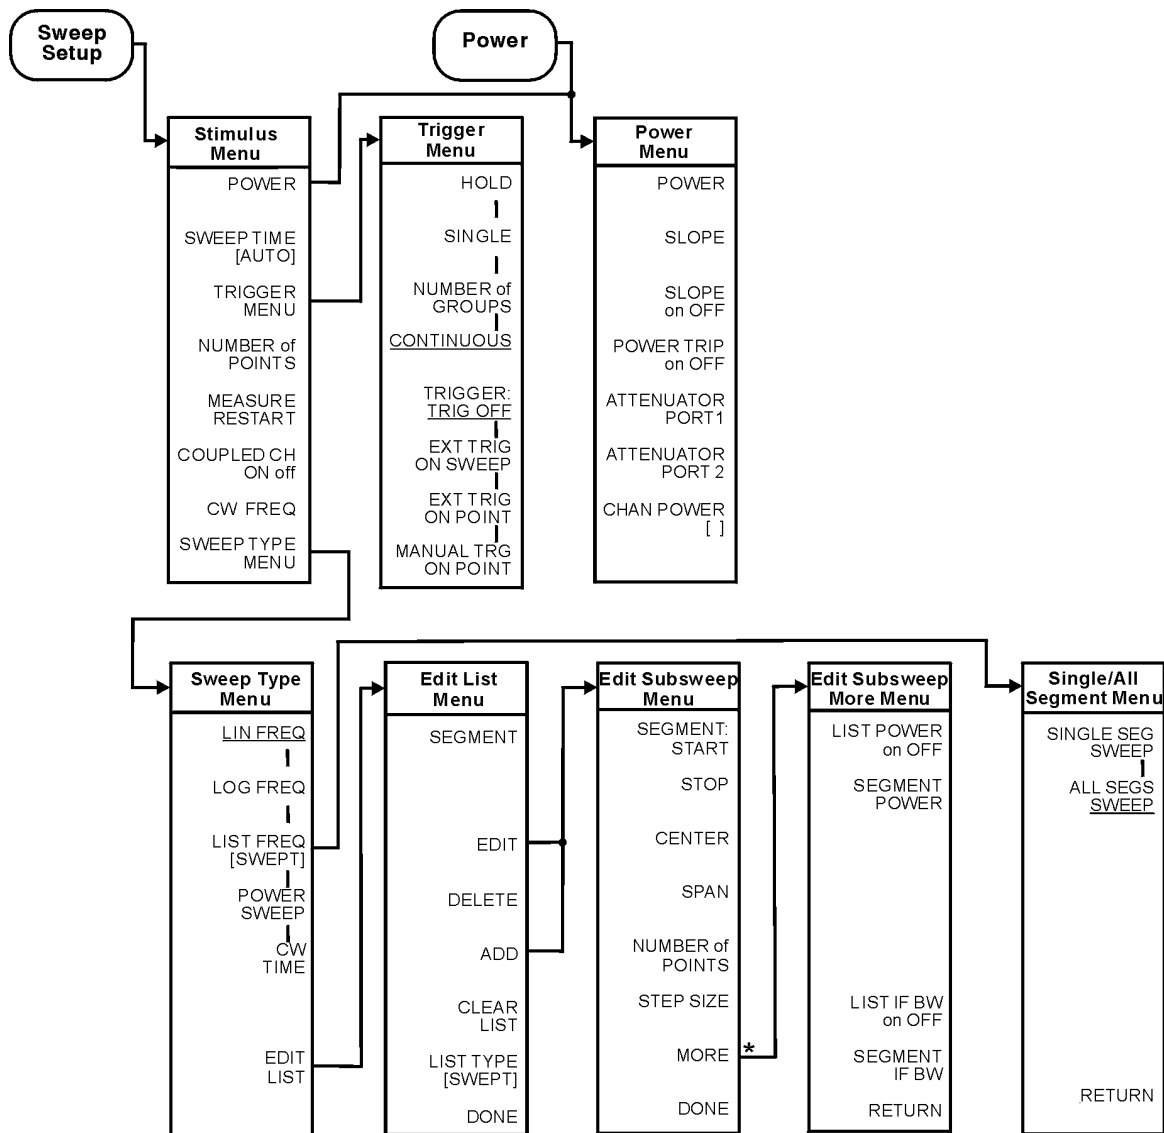 Sweep
Setup
Power
Stimulus
Menu
POWER
SWEEP TIME
[AUTO]
TRIGGER
MENU
NUMBER of
POINTS
MEASURE
RESTART
COUPLED CH
ON off
CW FREQ
SWEEP TYPE
MENU
Trigger
Menu
HOLD
SINGLE
NUMBER of
GROUPS
CONTINUOUS
TRIGGER:
TRIG OFF
EXT TRIG
ON SWEEP
EXT TRIG
ON POINT
MANUAL TRG
ON POINT
Power
Menu
POWER
SLOPE
SLOPE
on OFF
POWER TRIP
on OFF
ATTENUATOR
PORT1
ATTENUATOR
PORT 2
CHAN POWER
[ ]
Sweep Type
Menu
LIN FREQ
LOG FREQ
LIST FREQ
[SWEPT]
POWER
SWEEP
CW
TIME
EDIT
LIST
Edit List
Menu
SEGMENT
EDIT
DELETE
ADD
CLEAR
LIST
LIST TYPE
[SWEPT]
DONE
Edit Subsweep
Menu
SEGMENT:
START
STOP
CENTER
SPAN
NUMBER of
POINTS
STEP SIZE
MORE *
DONE
Edit Subsweep
More Menu
LIST POWER
on OFF
SEGMENT
POWER
LIST IF BW
on OFF
SEGMENT
IF BW
RETURN
Single/All
Segment Menu
SINGLE SEG
SWEEP
ALL SEGS
SWEEP
RETURN